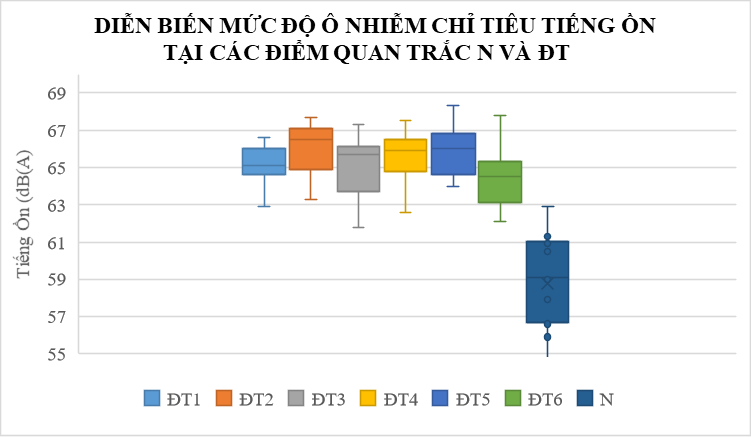 DIỄN BIẾN MỨC ĐỘ Ô NHIỄM CHỈ TIÊU TIẾNG ỒN
TẠI CÁC ĐIỂM QUAN TRẮC N VÀ ĐT
Tiếng Ồn (dB(A)
69
67
65
63
61
59
57
55
ĐT1 ĐT2 ĐT3 ĐT4 ĐT5 ĐT6 N